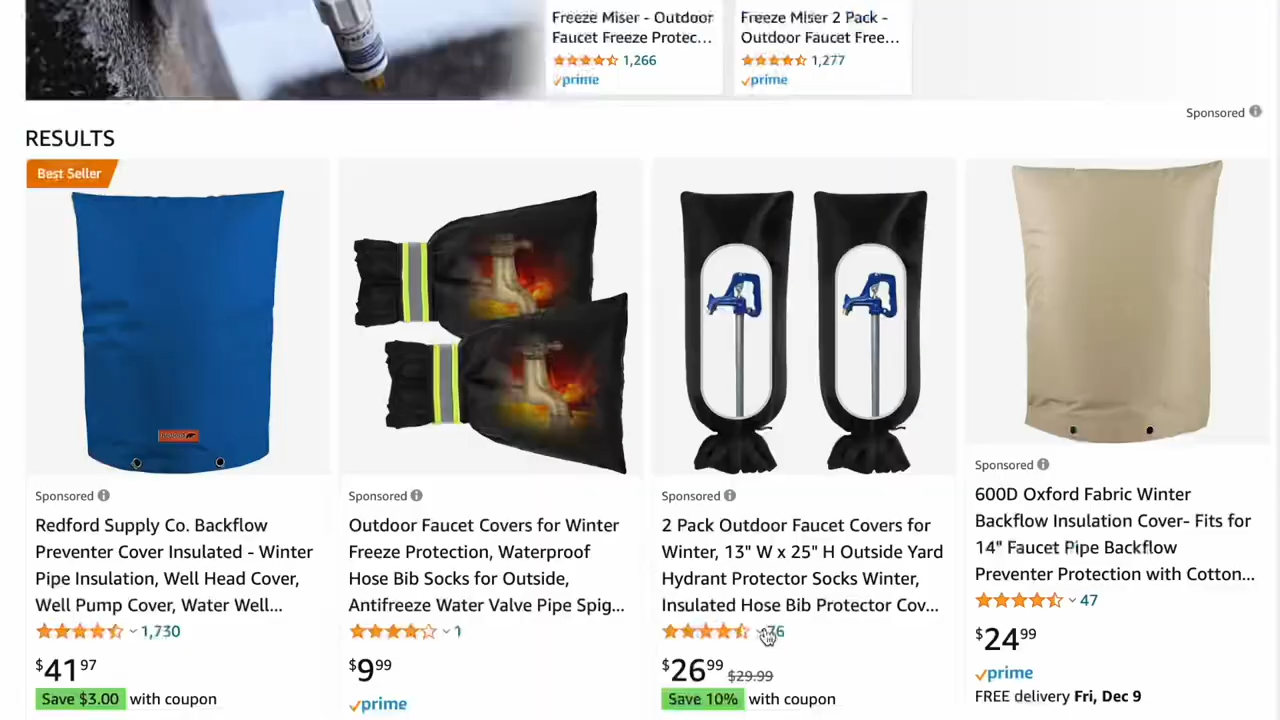 Freeze Miser - Outdoor
Faucet Freeze Protec...
1,266
prime
Freeze Miser 2 Pack -
Outdoor Faucet Free...
1,277
prime
Sponsored
RESULTS
Best Seller
Sponsored
Redford Supply Co. Backflow
Preventer Cover Insulated - Winter
Pipe Insulation, Well Head Cover,
Well Pump Cover, Water Well...
1,730
$41 97
Save $3.00 with coupon
Sponsored
Outdoor Faucet Covers for Winter
Freeze Protection, Waterproof
Hose Bib Socks for Outside,
Antifreeze Water Valve Pipe Spig...
1
$9 99
prime
Sponsored
2 Pack Outdoor Faucet Covers for
Winter, 13" W x 25" H Outside Yard
Hydrant Protector Socks Winter,
Insulated Hose Bib Protector Cov...
76
$26 99 $29.99
Save 10% with coupon
Sponsored
600D Oxford Fabric Winter
Backflow Insulation Cover- Fits for
14" Faucet Pipe Backflow
Preventer Protection with Cotton...
47
$24 99
prime
FREE delivery Fri, Dec 9